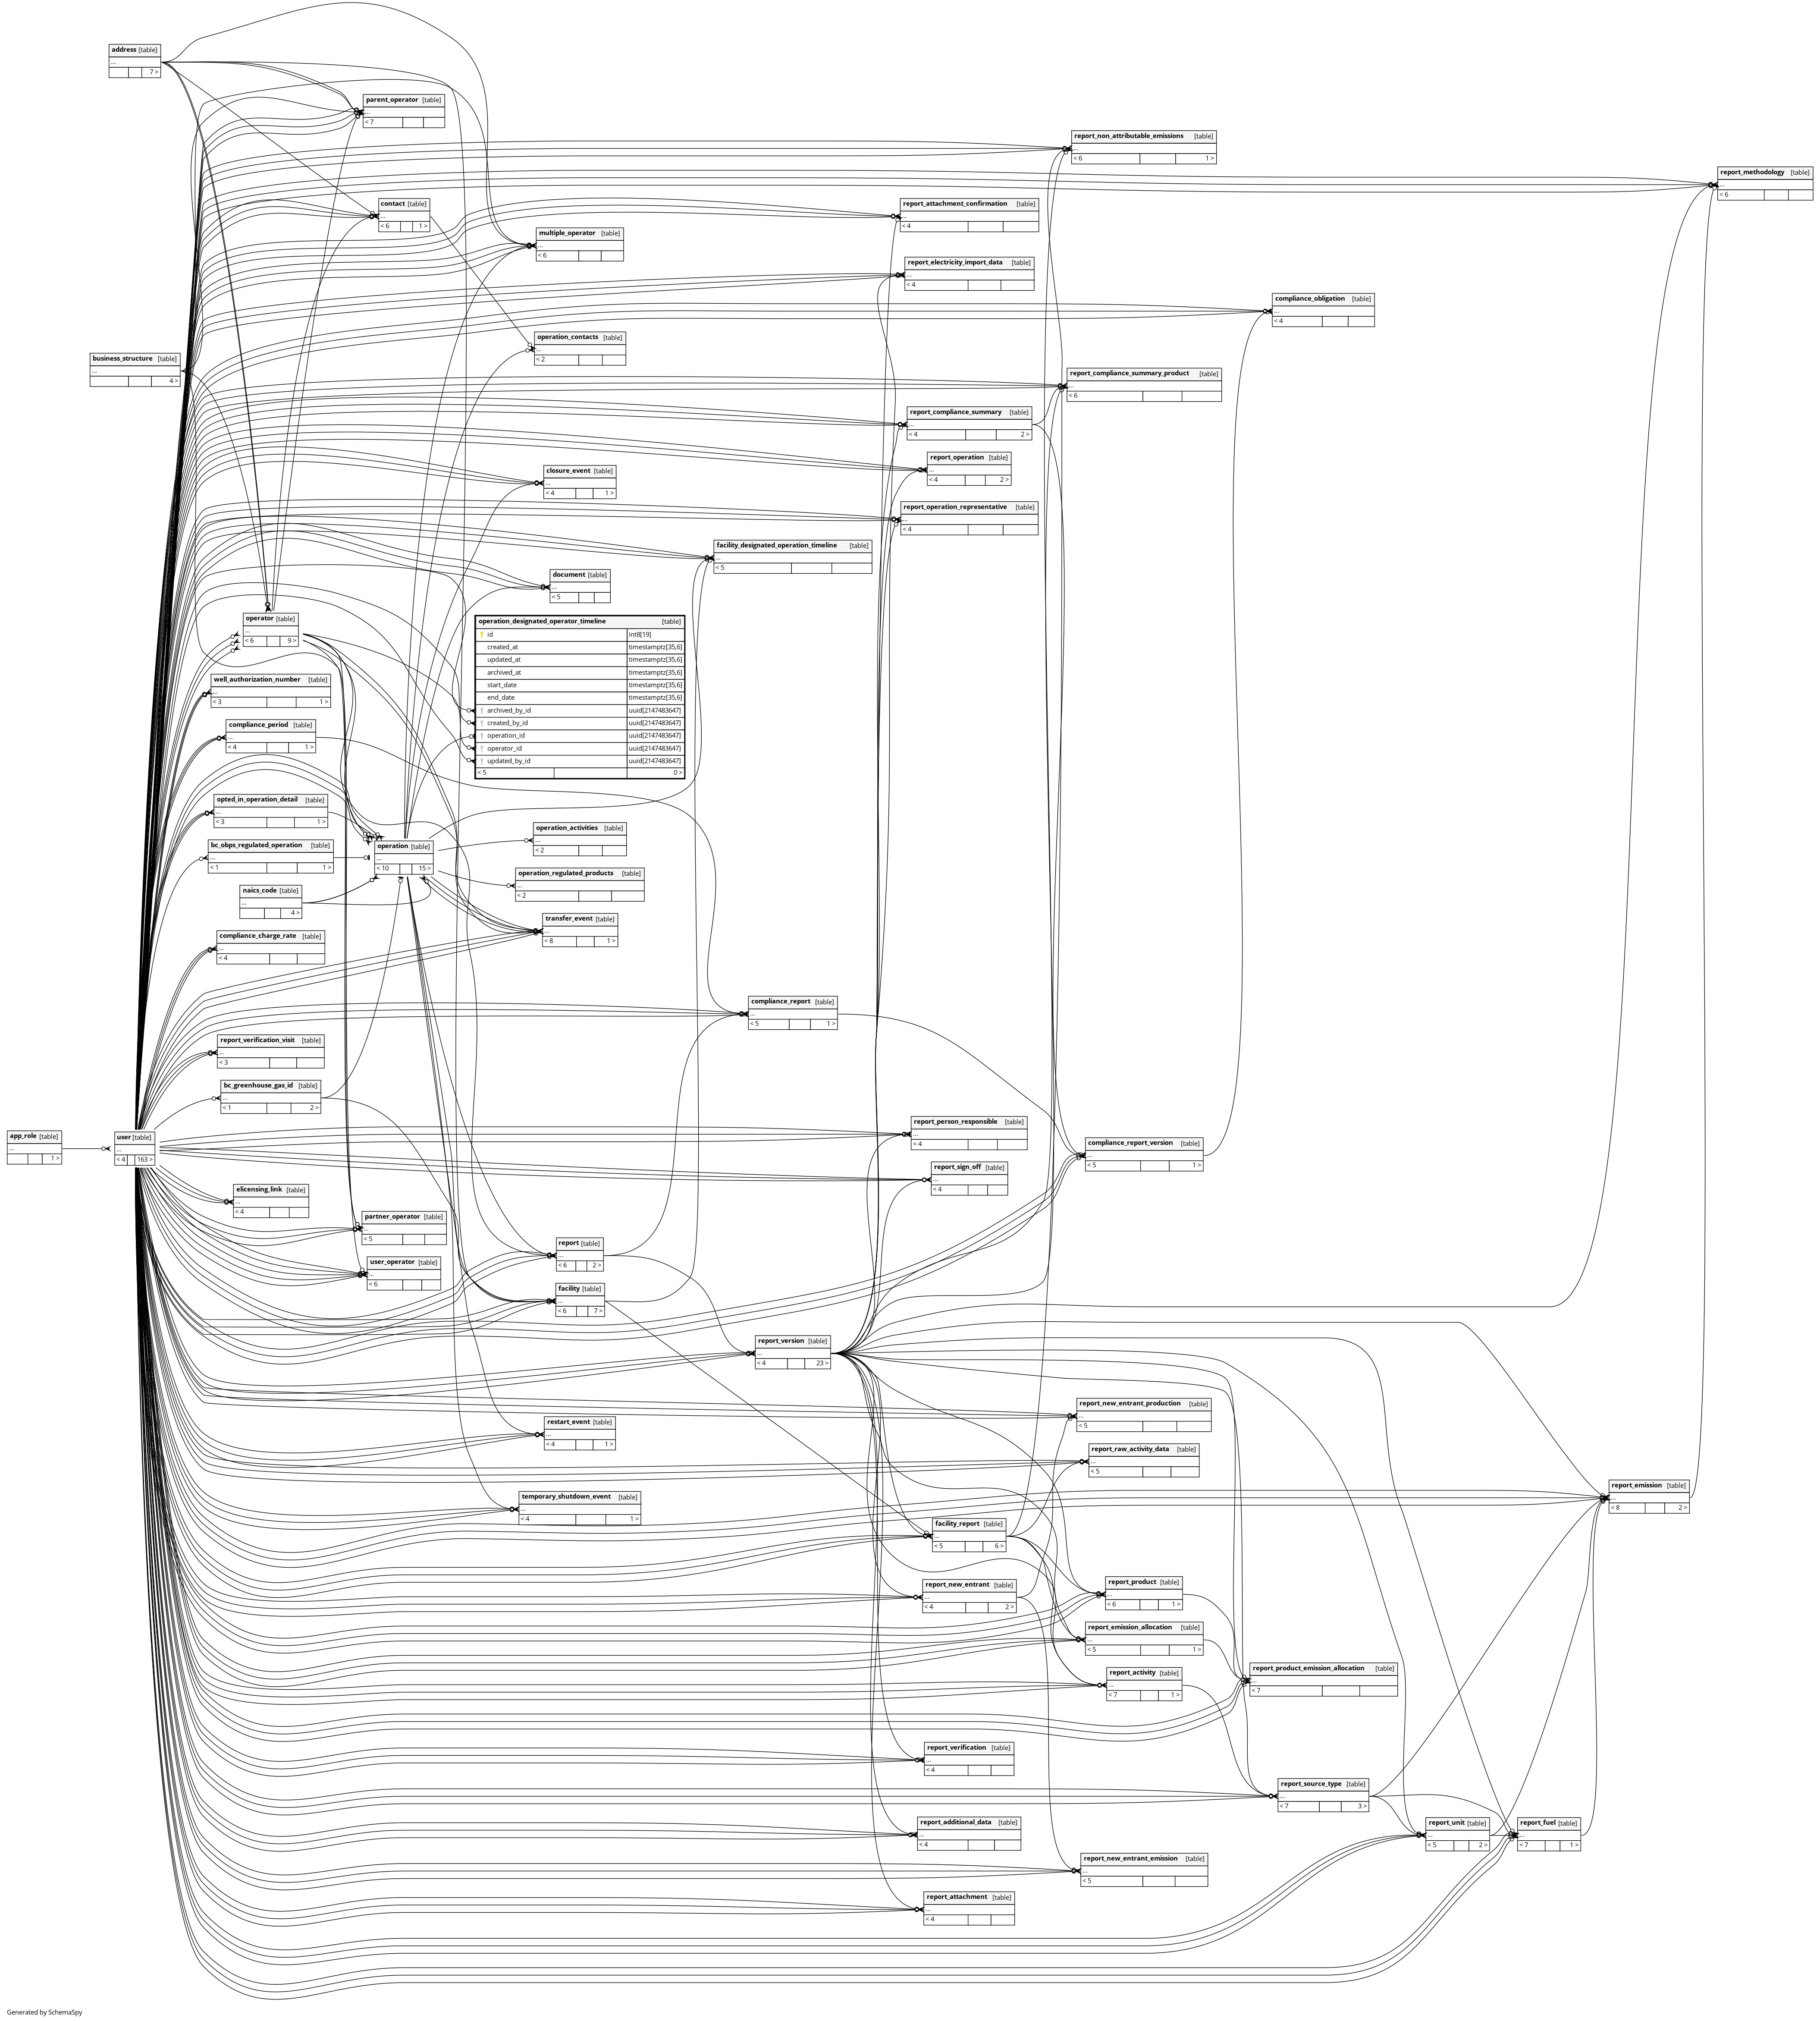 address [table]
...
7 >
parent_operator [table]
...
< 7
report_non_attributable_emissions [table]
...
< 6 1 >
report_methodology [table]
...
< 6
contact [table]
...
< 6 1 >
report_attachment_confirmation [table]
...
< 4
multiple_operator [table]
...
< 6
report_electricity_import_data [table]
...
< 4
compliance_obligation [table]
...
< 4
operation_contacts [table]
...
< 2
business_structure [table]
...
4 >
report_compliance_summary_product [table]
...
< 6
report_compliance_summary [table]
...
< 4 2 >
report_operation [table]
...
< 4 2 >
closure_event [table]
...
< 4 1 >
report_operation_representative [table]
...
< 4
facility_designated_operation_timeline [table]
...
< 5
document [table]
...
< 5
operator [table]
...
< 6 9 >
operation_designated_operator_timeline [table]
id int8[19]
created_at timestamptz[35,6]
updated_at timestamptz[35,6]
archived_at timestamptz[35,6]
start_date timestamptz[35,6]
end_date timestamptz[35,6]
archived_by_id uuid[2147483647]
created_by_id uuid[2147483647]
operation_id uuid[2147483647]
operator_id uuid[2147483647]
updated_by_id uuid[2147483647]
< 5 0 >
well_authorization_number [table]
...
< 3 1 >
compliance_period [table]
...
< 4 1 >
opted_in_operation_detail [table]
...
< 3 1 >
bc_obps_regulated_operation [table]
...
< 1 1 >
operation [table]
...
< 10 15 >
operation_activities [table]
...
< 2
operation_regulated_products [table]
...
< 2
naics_code [table]
...
4 >
transfer_event [table]
...
< 8 1 >
compliance_charge_rate [table]
...
< 4
compliance_report [table]
...
< 5 1 >
report_verification_visit [table]
...
< 3
bc_greenhouse_gas_id [table]
...
< 1 2 >
app_role [table]
...
1 >
user [table]
...
< 4 163 >
report_person_responsible [table]
...
< 4
compliance_report_version [table]
...
< 5 1 >
report_sign_off [table]
...
< 4
elicensing_link [table]
...
< 4
partner_operator [table]
...
< 5
user_operator [table]
...
< 6
report [table]
...
< 6 2 >
facility [table]
...
< 6 7 >
report_version [table]
...
< 4 23 >
report_new_entrant_production [table]
...
< 5
restart_event [table]
...
< 4 1 >
report_raw_activity_data [table]
...
< 5
report_emission [table]
...
< 8 2 >
temporary_shutdown_event [table]
...
< 4 1 >
facility_report [table]
...
< 5 6 >
report_new_entrant [table]
...
< 4 2 >
report_product [table]
...
< 6 1 >
report_emission_allocation [table]
...
< 5 1 >
report_product_emission_allocation [table]
...
< 7
report_activity [table]
...
< 7 1 >
report_verification [table]
...
< 4
report_source_type [table]
...
< 7 3 >
report_additional_data [table]
...
< 4
report_unit [table]
...
< 5 2 >
report_fuel [table]
...
< 7 1 >
report_new_entrant_emission [table]
...
< 5
report_attachment [table]
...
< 4
Generated by SchemaSpy